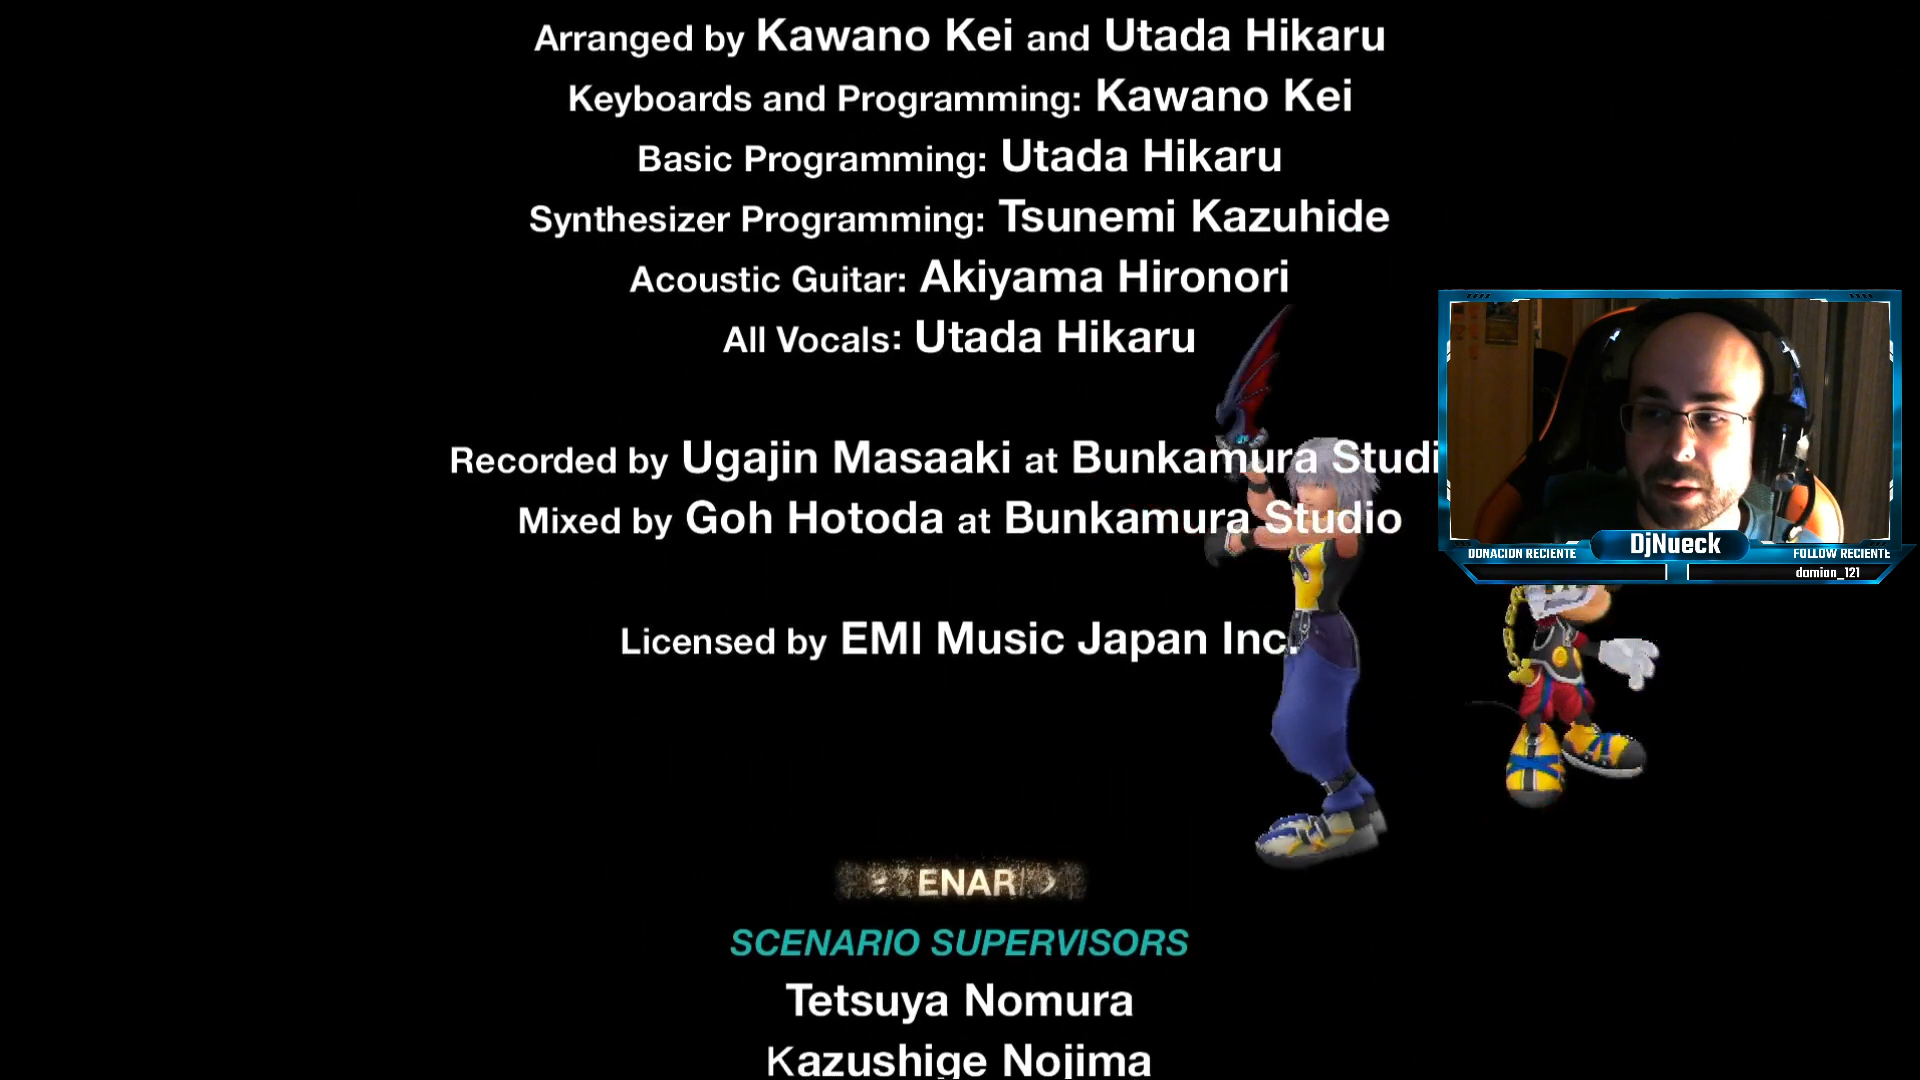 Arranged by Kawano Kei and Utada Hikaru
Keyboards and Programming: Kawano Kei
Basic Programming: Utada Hikaru
Synthesizer Programming: Tsunemi Kazuhide
Acoustic Guitar: Akiyama Hironori
All Vocals: Utada Hikaru
Recorded by Ugajin Masaaki at Bunkamura Studi
Mixed by Goh Hotoda at Bunkamura Studio
DjNueck
DONACION RECIENTE
FOLLOW RECIENTE
damian_121
Licensed by EMI Music Japan Inc.
ENAR
SCENARIO SUPERVISORS
Tetsuya Nomura
Kazushige Nojima